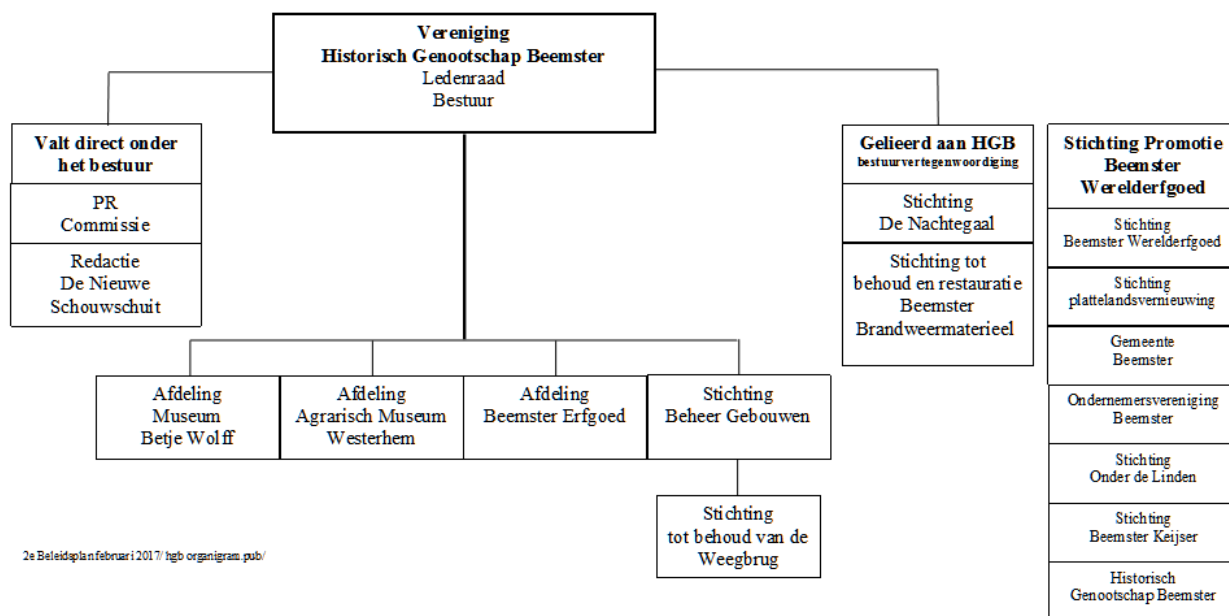 Vereniging
Historisch Genootschap Beemster
Ledenraad
Bestuur
Valt direct onder
het bestuur
PR
Commissie
Redactie
De Nieuwe
Schouwschuit
Gelieerd aan HGB
bestuurvertegenwoordiging
Stichting
De Nachtegaal
Stichting tot
behoud en restauratie
Beemster
Brandweermaterieel
Stichting Promotie
Beemster
Werelderfgoed
Stichting
Beemster Werelderfgoed
Stichting
plattelandsvernieuwing
Gemeente
Beemster
Ondernemersvereniging
Beemster
Stichting
Onder de Linden
Stichting
Beemster Keijser
Historisch
Genootschap Beemster
Afdeling
Museum
Betje Wolff
Afdeling
Agrarisch Museum
Westerhem
Afdeling
Beemster Erfgoed
Stichting
Beheer Gebouwen
Stichting
tot behoud van de
Weegbrug
2e Beleidsplan februari 2017/ hgb organigram.pub/